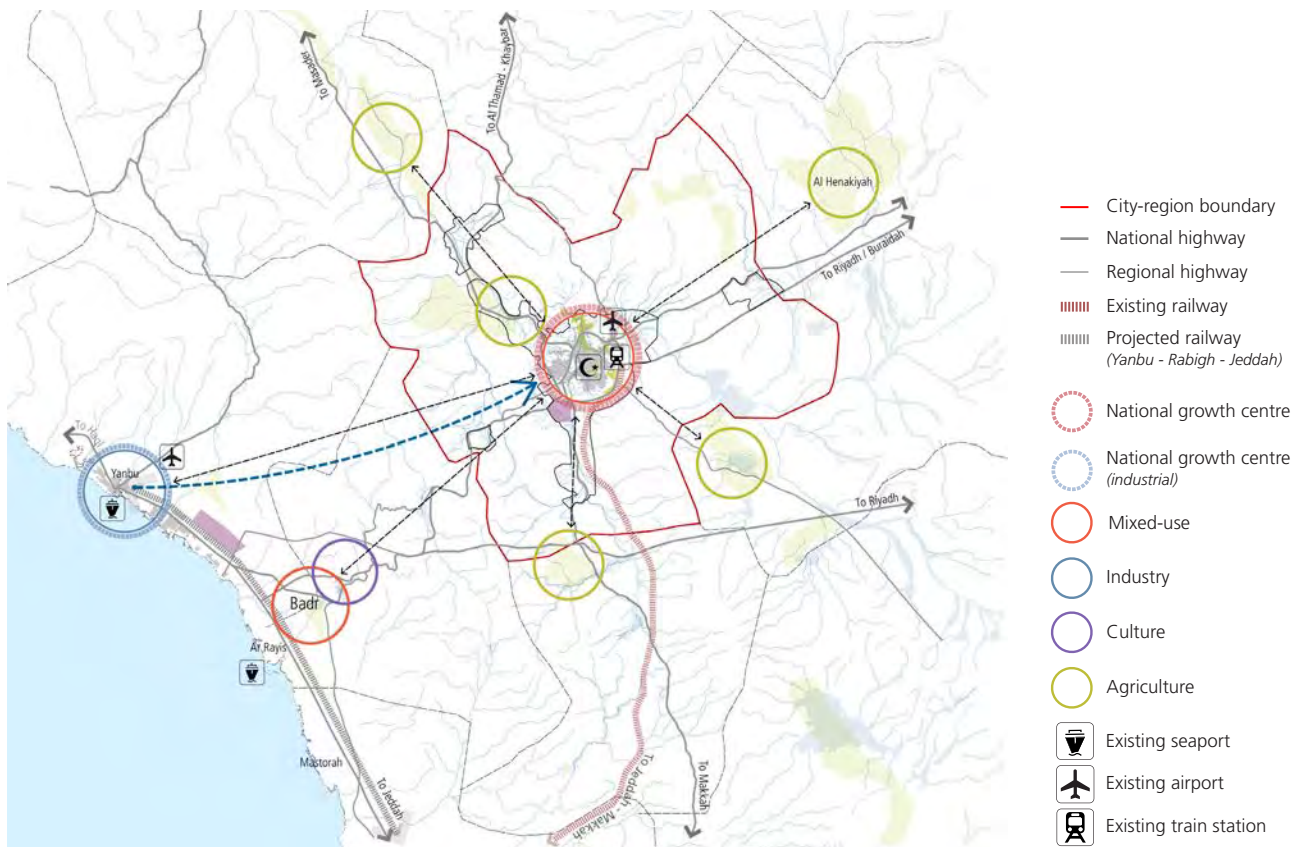 To Masader
To Al Thamad - Khaybar
Al Henakiyah
To Riyadh / Buraidah
To Hagl
Yanbu
To Riyadh
Badr
Ar Rayis
Mastorah
To Jeddah
To Jeddah - Makkah
To Makkah
City-region boundary
National highway
Regional highway
Existing railway
Projected railway
(Yanbu - Rabigh - Jeddah)
National growth centre
National growth centre
(industrial)
Mixed-use
Industry
Culture
Agriculture
Existing seaport
Existing airport
Existing train station